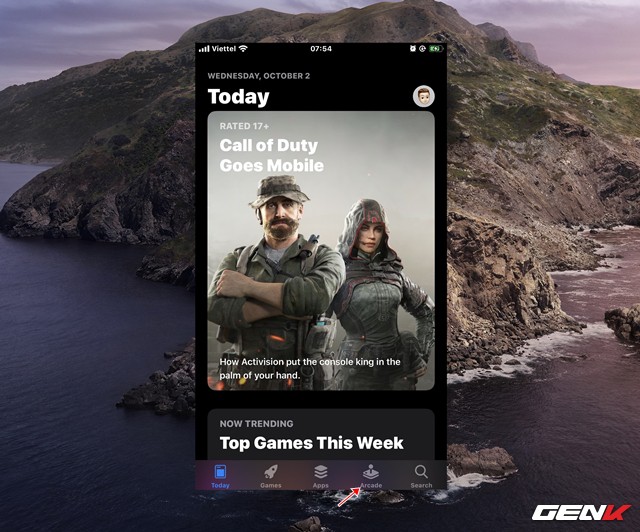 Viettel
07:54
WEDNESDAY, OCTOBER 2
Today
RATED 17+
Call of Duty
Goes Mobile
How Activision put the console king in the
palm of your hand.
NOW TRENDING
Top Games This Week
Today
Games
Apps
Arcade
Search
GENK